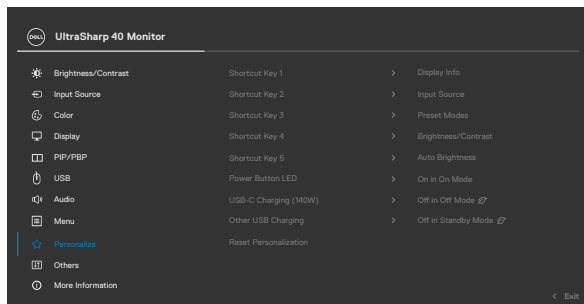 DELL UltraSharp 40 Monitor
Brightness/Contrast Shortcut Key 1 > Display Info
Input Source Shortcut Key 2 > Input Source
Color Shortcut Key 3 > Preset Modes
Display Shortcut Key 4 > Brightness/Contrast
PIP/PBP Shortcut Key 5 > Auto Brightness
USB Power Button LED > On in On Mode
Audio USB-C Charging (140W) > Off in Off Mode
Menu Other USB Charging > Off in Standby Mode
Personalize Reset Personalization
Others
More Information
< Exit